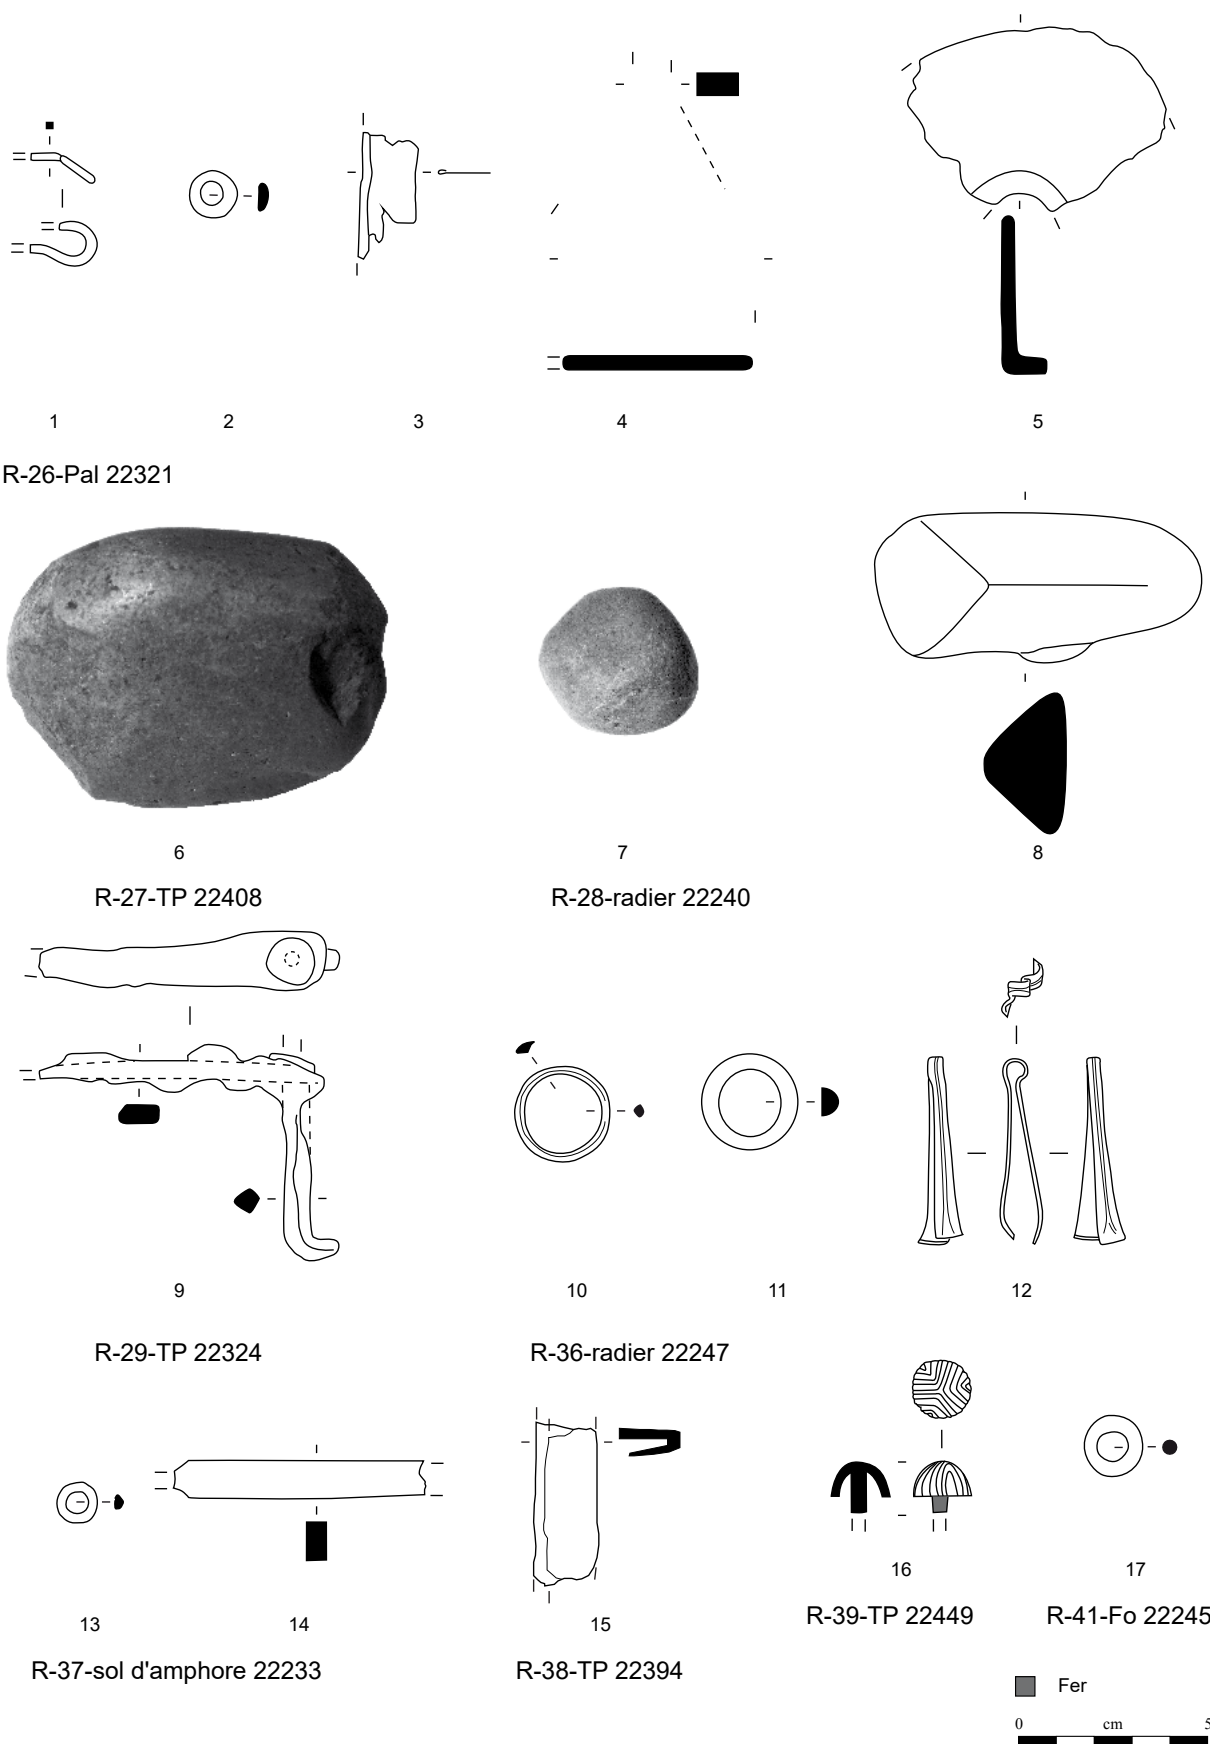 1 2 3 4 5
R-26-Pal 22321
6 7 8
R-27-TP 22408 R-28-radier 22240
9 10 11 12
R-29-TP 22324 R-36-radier 22247
16 17
R-39-TP 22449 R-41-Fo 22245
13 14 15
R-37-sol d'amphore 22233 R-38-TP 22394
Fer
0 cm 5